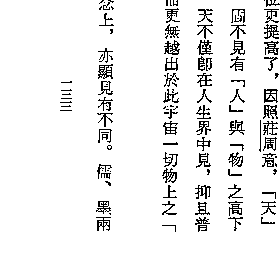 位更提高了，因照莊周意，「天」
固不見有「人」與「物」之高下
天不僅卽在人生界中見，抑且普
而更無越出於此宇宙一切物上之「
念上，亦顯見有不同。儒、墨兩
一三三